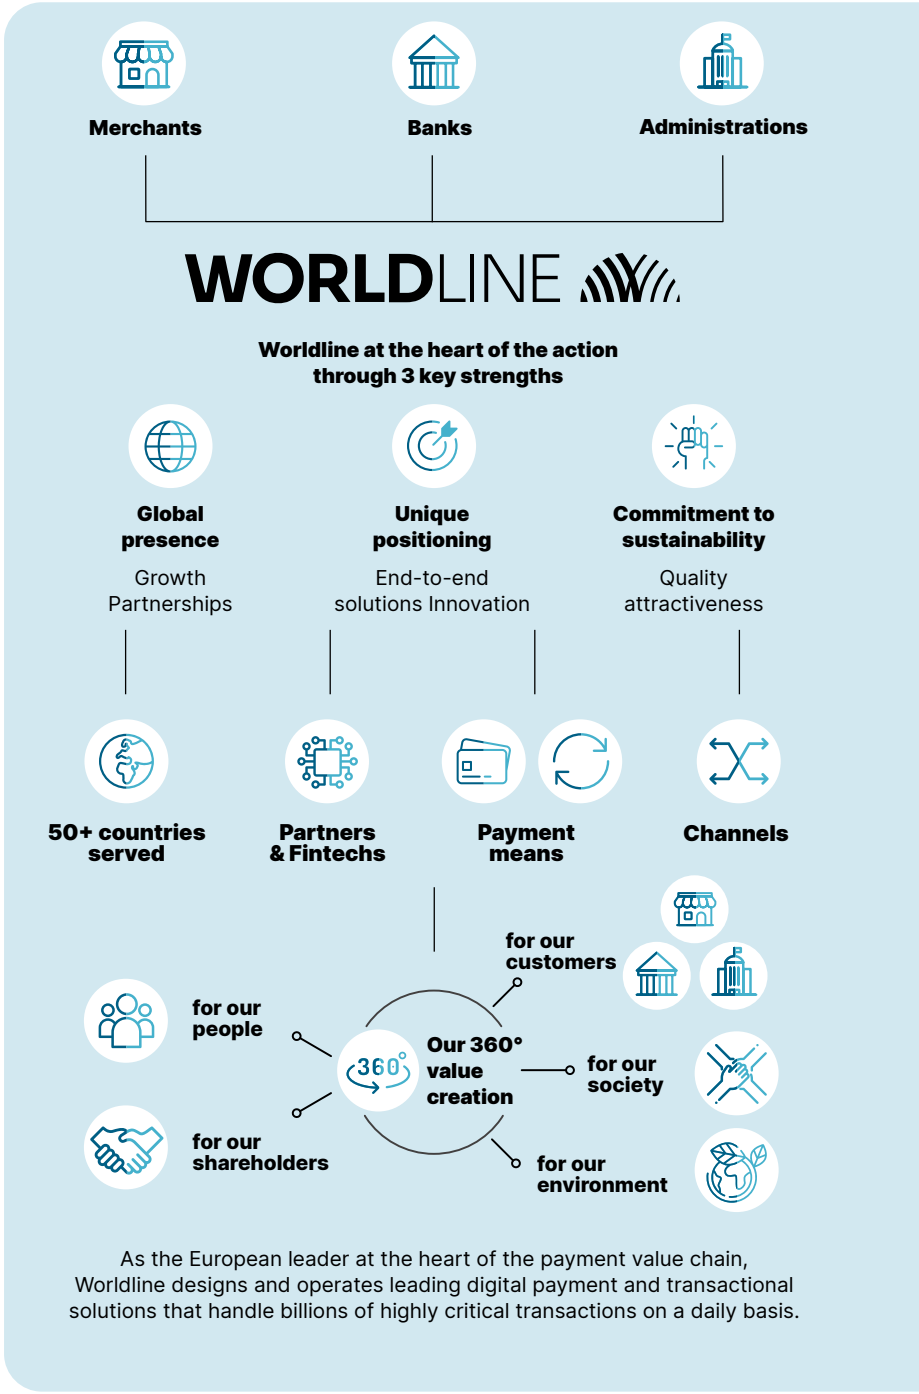 Merchants
Banks
Administrations
WORLDLINE
Worldline at the heart of the action
through 3 key strengths
Global
presence
Growth
Partnerships
Unique
positioning
End-to-end
solutions Innovation
Commitment to
sustainability
Quality
attractiveness
50+ countries
served
Partners
& Fintechs
Payment
means
Channels
for our
customers
for our
people
360°
Our 360°
value
creation
for our
society
for our
shareholders
for our
environment
As the European leader at the heart of the payment value chain,
Worldline designs and operates leading digital payment and transactional
solutions that handle billions of highly critical transactions on a daily basis.